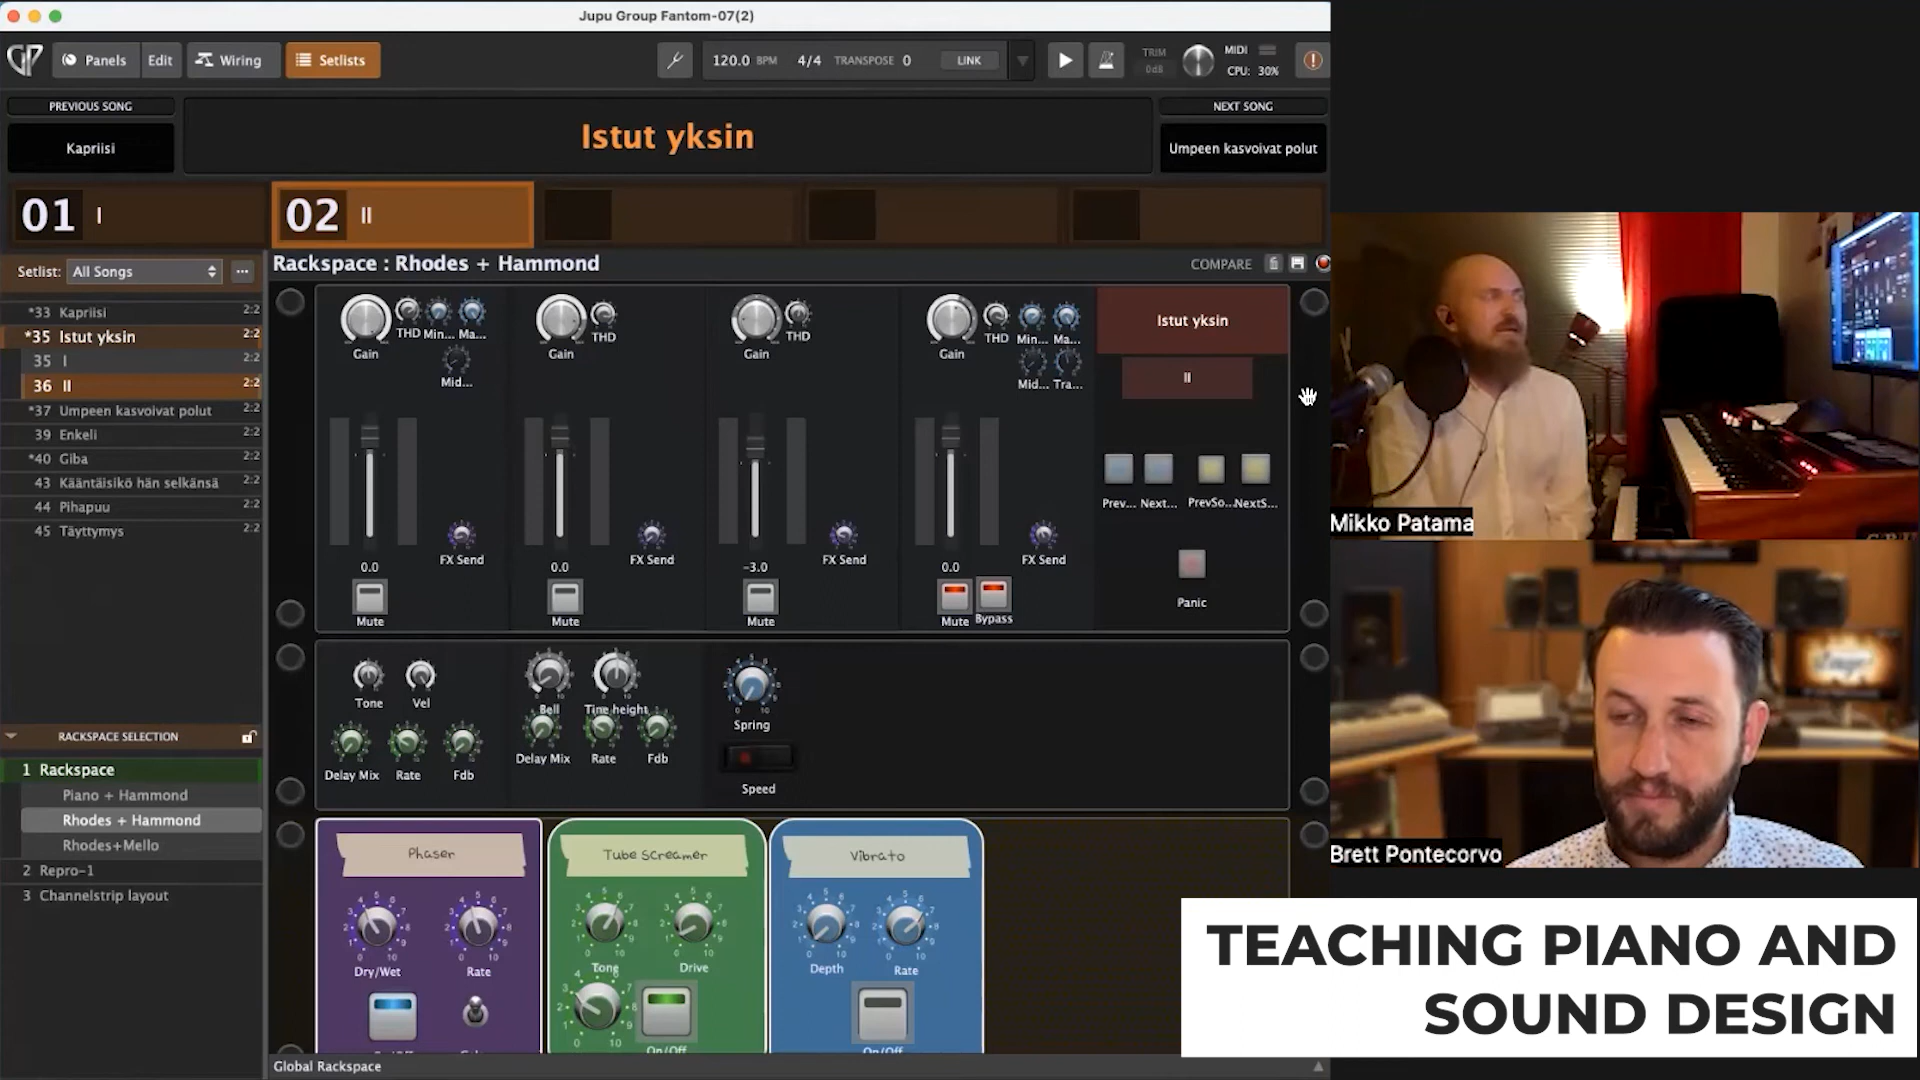 Jupu Group Fantom-07(2)
GP Panels Edit Wiring Setlists
120.0 BPM 4/4 TRANSPOSE 0 LINK
TRIM 0dB MIDI CPU: 30%
PREVIOUS SONG
Kapriisi
Istut yksin
NEXT SONG
Umpeen kasvoivat polut
01 I
02 II
Setlist: All Songs ...
*33 Kapriisi 2:2
*35 Istut yksin 2:2
35 I 2:2
36 II 2:2
*37 Umpeen kasvoivat polut 2:2
39 Enkeli 2:2
*40 Giba 2:2
43 Kääntäisikö hän selkänsä 2:2
44 Pihapuu 2:2
45 Täyttymys 2:2
RACKSPACE SELECTION
1 Rackspace
Piano + Hammond
Rhodes + Hammond
Rhodes+Mello
2 Repro-1
3 Channelstrip layout
Rackspace : Rhodes + Hammond
COMPARE
Gain THD Min... Ma...
Mid...
FX Send
0.0
Mute
Gain THD
FX Send
0.0
Mute
Gain THD
FX Send
-3.0
Mute
Gain THD Min... Ma...
Mid... Tra...
FX Send
0.0
Mute Bypass
Istut yksin
II
Prev... Next... PrevSo... NextS...
Panic
Tone Vel
Delay Mix Rate Fdb
Bell Tine height
Delay Mix Rate Fdb
Spring
Speed
Phaser
Dry/Wet Rate
Tube Screamer
Tone Drive
On/Off
Vibrato
Depth Rate
On/Off
Global Rackspace
Mikko Patama
Brett Pontecorvo
TEACHING PIANO AND
SOUND DESIGN